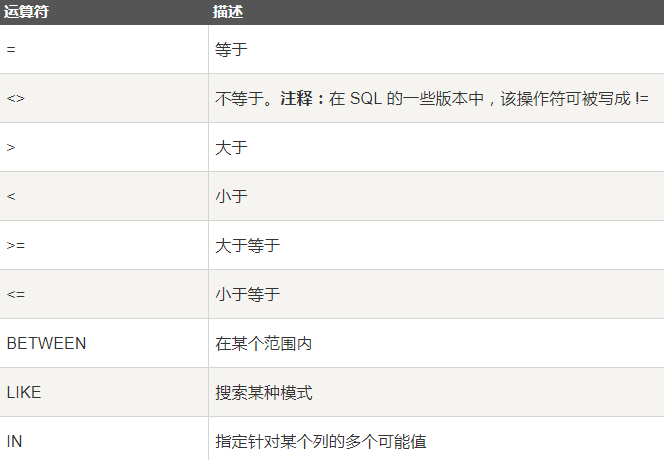 运算符 描述
= 等于
<> 不等于。注释：在 SQL 的一些版本中，该操作符可被写成 !=
> 大于
< 小于
>= 大于等于
<= 小于等于
BETWEEN 在某个范围内
LIKE 搜索某种模式
IN 指定针对某个列的多个可能值